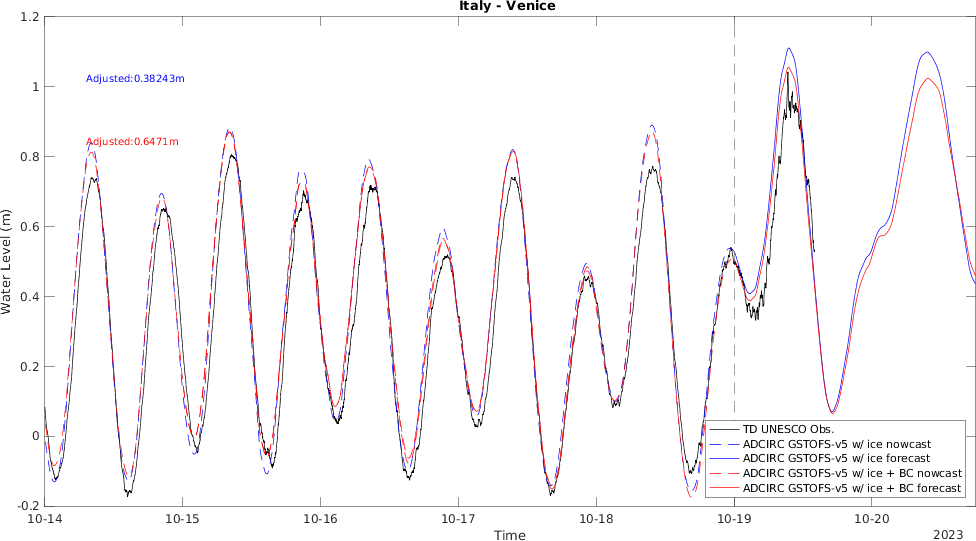 Italy - Venice
Adjusted:0.38243m
Adjusted:0.6471m
Water Level (m)
1.2
1
0.8
0.6
0.4
0.2
0
-0.2
TD UNESCO Obs.
ADCIRC GSTOFS-v5 w/ ice nowcast
ADCIRC GSTOFS-v5 w/ ice forecast
ADCIRC GSTOFS-v5 w/ ice + BC nowcast
ADCIRC GSTOFS-v5 w/ ice + BC forecast
10-14 10-15 10-16 10-17 10-18 10-19 10-20
Time
2023